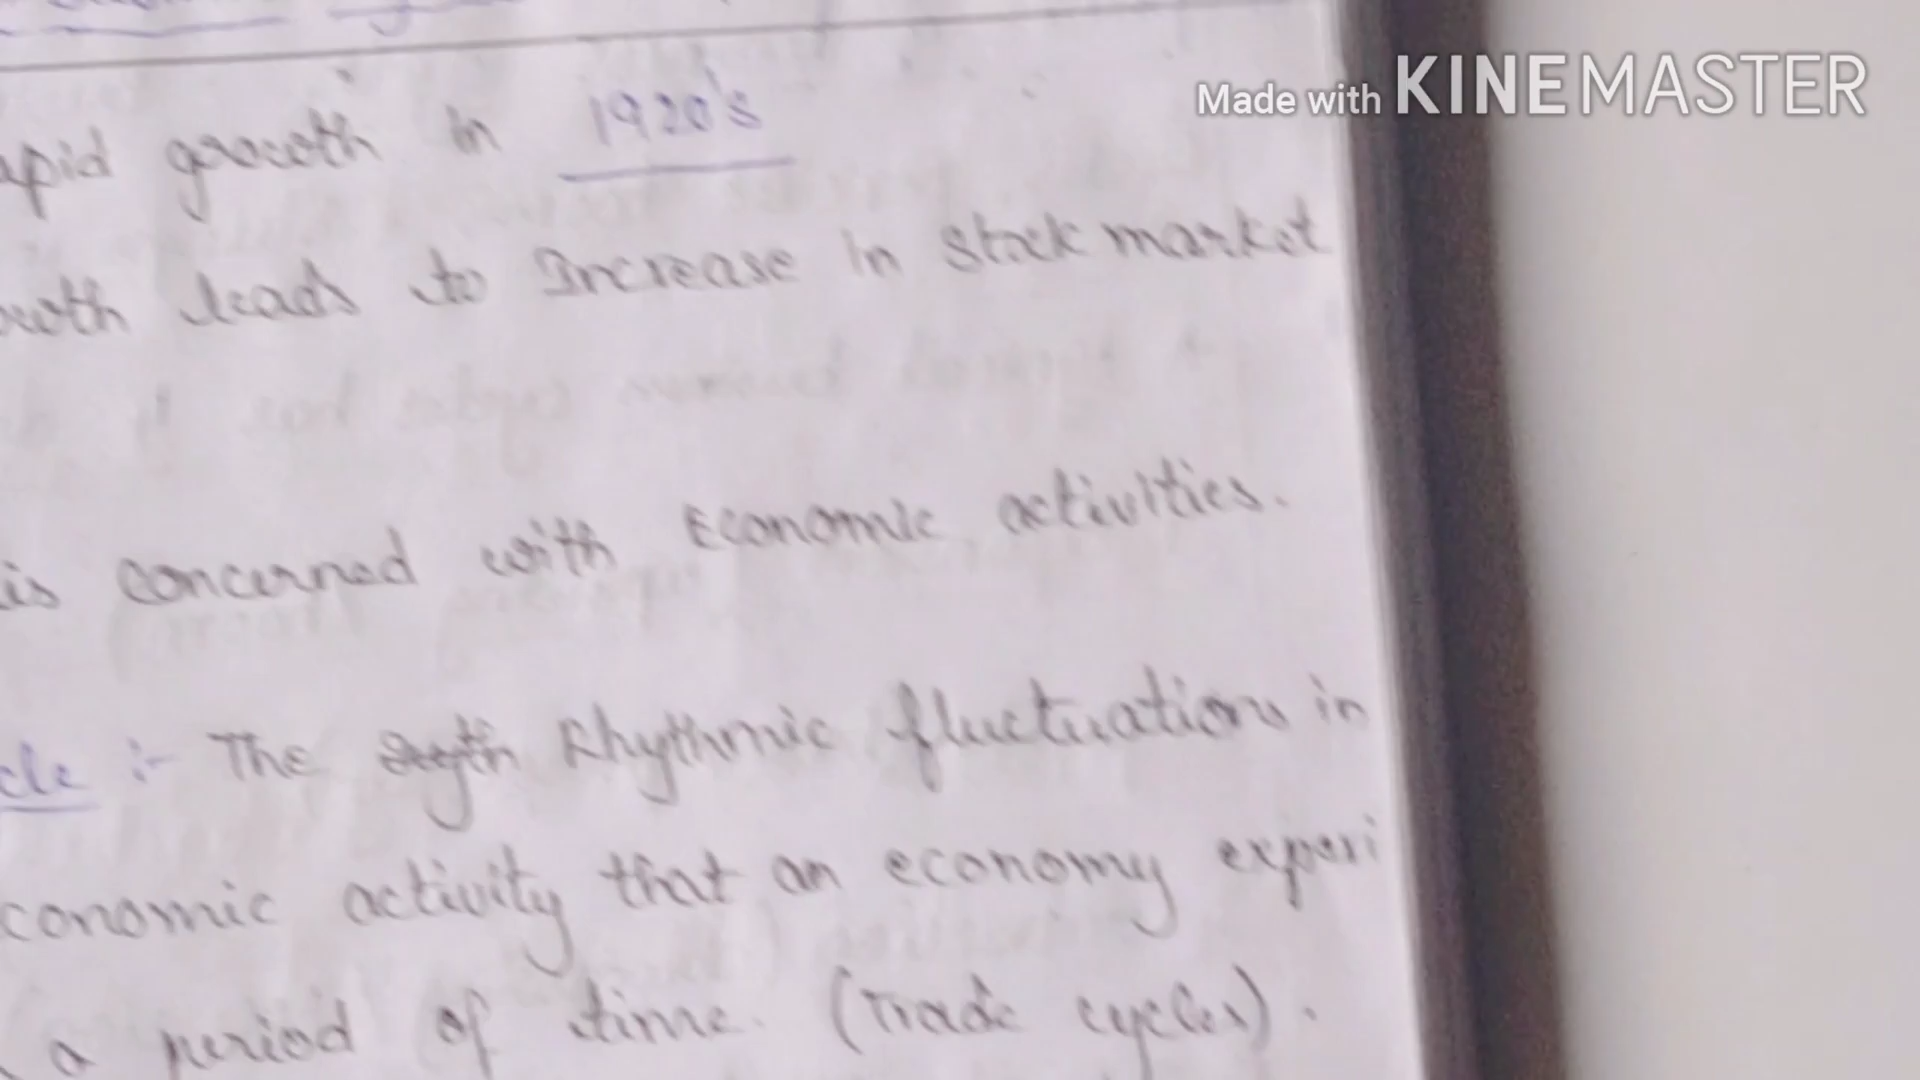 Made with KINEMASTER
apid growth in 1920's
owth leads to Increase in Stock market
is concerned with Economic activities.
cle :- The Rhythmic fluctuations in
conomic activity that an economy experi
a period of time. (Trade cycles).